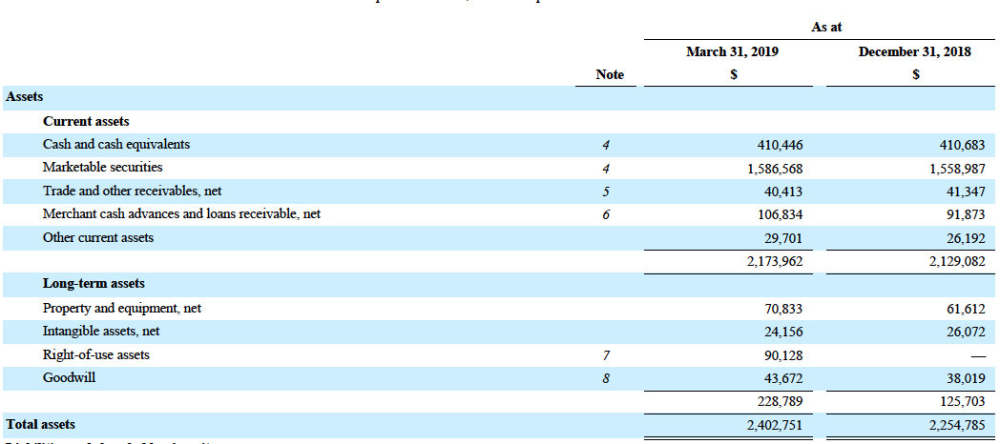 As at
March 31, 2019 December 31, 2018
Note $ $
Assets
Current assets
Cash and cash equivalents 4 410,446 410,683
Marketable securities 4 1,586,568 1,558,987
Trade and other receivables, net 5 40,413 41,347
Merchant cash advances and loans receivable, net 6 106,834 91,873
Other current assets 29,701 26,192
2,173,962 2,129,082
Long-term assets
Property and equipment, net 70,833 61,612
Intangible assets, net 24,156 26,072
Right-of-use assets 7 90,128 —
Goodwill 8 43,672 38,019
228,789 125,703
Total assets 2,402,751 2,254,785